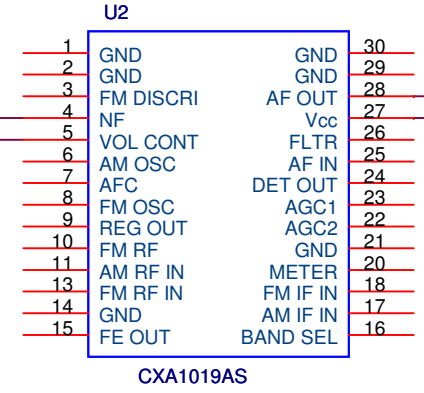 U2
1 GND GND 30
2 GND GND 29
3 FM DISCRI AF OUT 28
4 NF Vcc 27
5 VOL CONT FLTR 26
6 AM OSC AF IN 25
7 AFC DET OUT 24
8 FM OSC AGC1 23
9 REG OUT AGC2 22
10 FM RF GND 21
11 AM RF IN METER 20
13 FM RF IN FM IF IN 18
14 GND AM IF IN 17
15 FE OUT BAND SEL 16
CXA1019AS